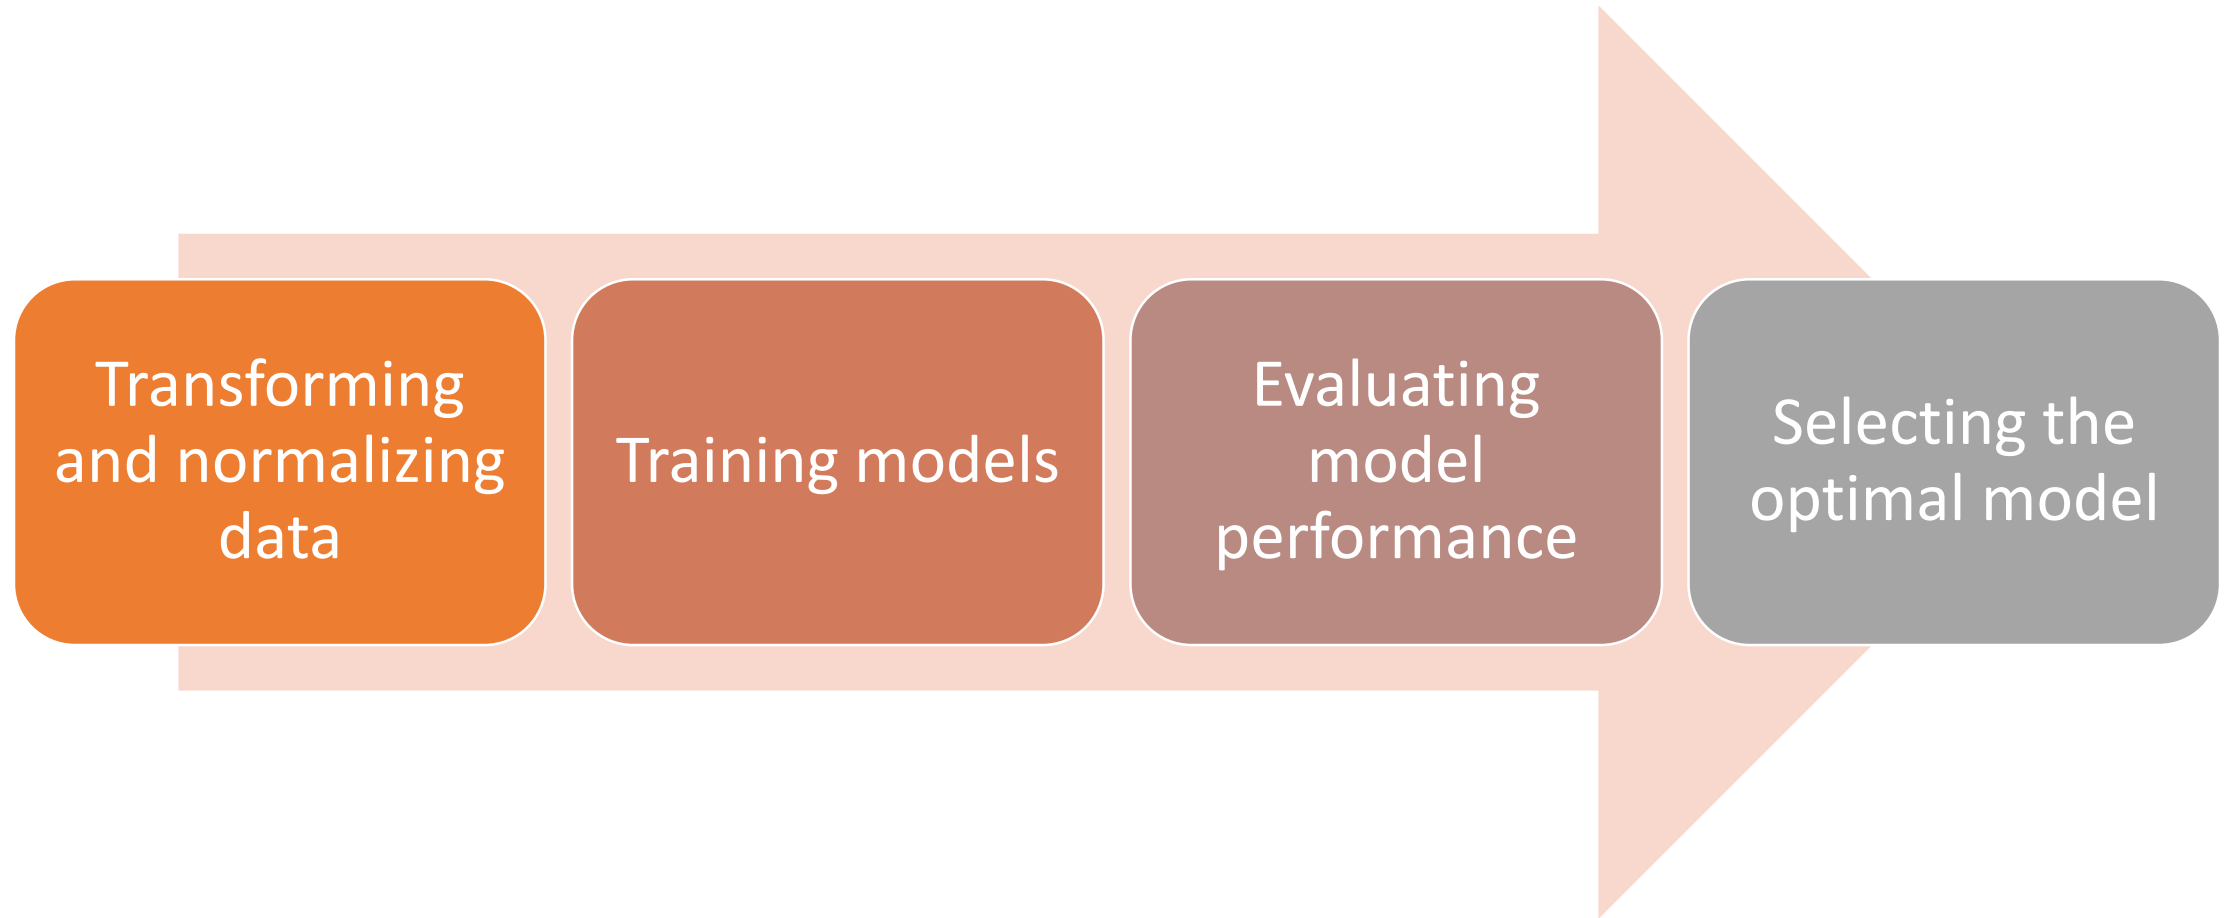 Transforming
and normalizing
data
Training models
Evaluating
model
performance
Selecting the
optimal model